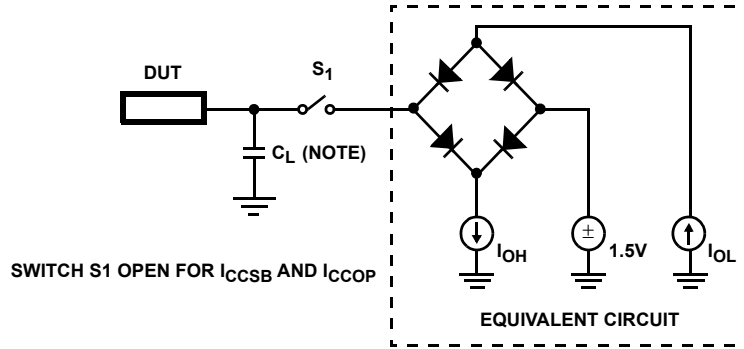 DUT
S1
CL (NOTE)
IOH
±
1.5V
IOL
SWITCH S1 OPEN FOR ICCSB AND ICCOP
EQUIVALENT CIRCUIT